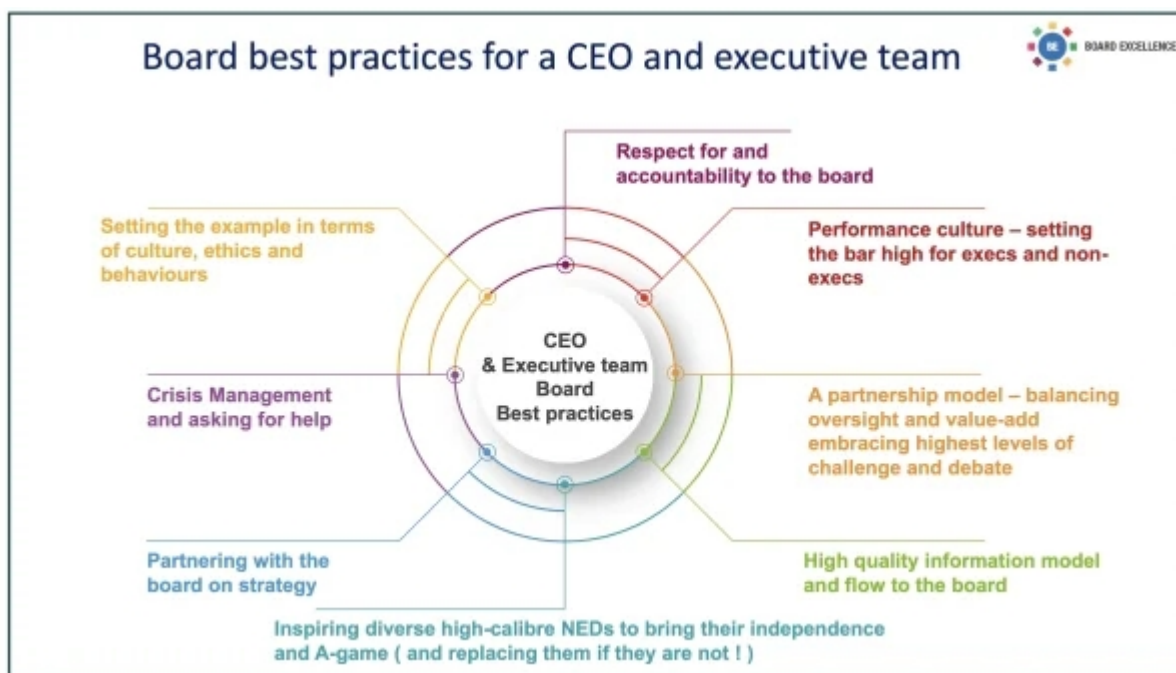 Board best practices for a CEO and executive team
BE
BOARD EXCELLENCE
Respect for and
accountability to the board
Setting the example in terms
of culture, ethics and
behaviours
Performance culture – setting
the bar high for execs and non-
execs
CEO
& Executive team
Board
Best practices
Crisis Management
and asking for help
A partnership model – balancing
oversight and value-add
embracing highest levels of
challenge and debate
Partnering with the
board on strategy
High quality information model
and flow to the board
Inspiring diverse high-calibre NEDs to bring their independence
and A-game ( and replacing them if they are not ! )